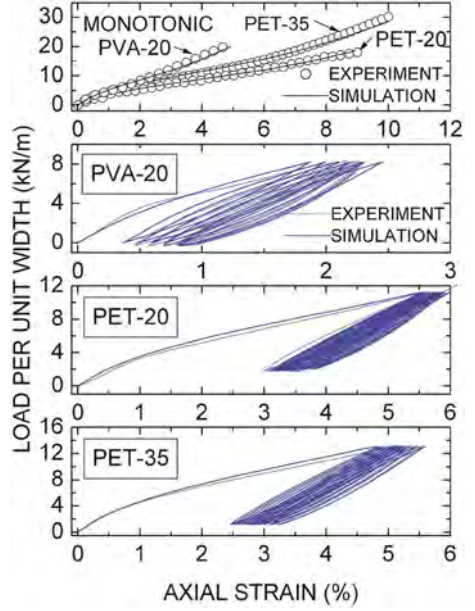 LOAD PER UNIT WIDTH (kN/m)
30
20
10
0
MONOTONIC
PVA-20
PET-35
PET-20
EXPERIMENT
SIMULATION
0 2 4 6 8 10 12
8
4
0
PVA-20
EXPERIMENT
SIMULATION
0 1 2 3
12
8
4
0
PET-20
0 1 2 3 4 5 6
16
12
8
4
0
PET-35
0 1 2 3 4 5 6
AXIAL STRAIN (%)